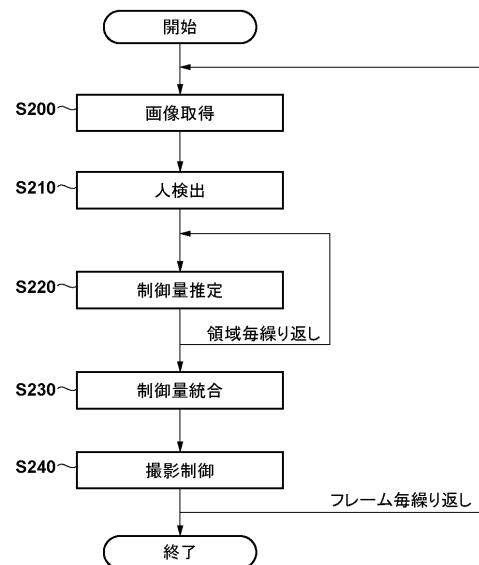 開始
S200
画像取得
S210
人検出
S220
制御量推定
領域毎繰り返し
S230
制御量統合
S240
撮影制御
フレーム毎繰り返し
終了